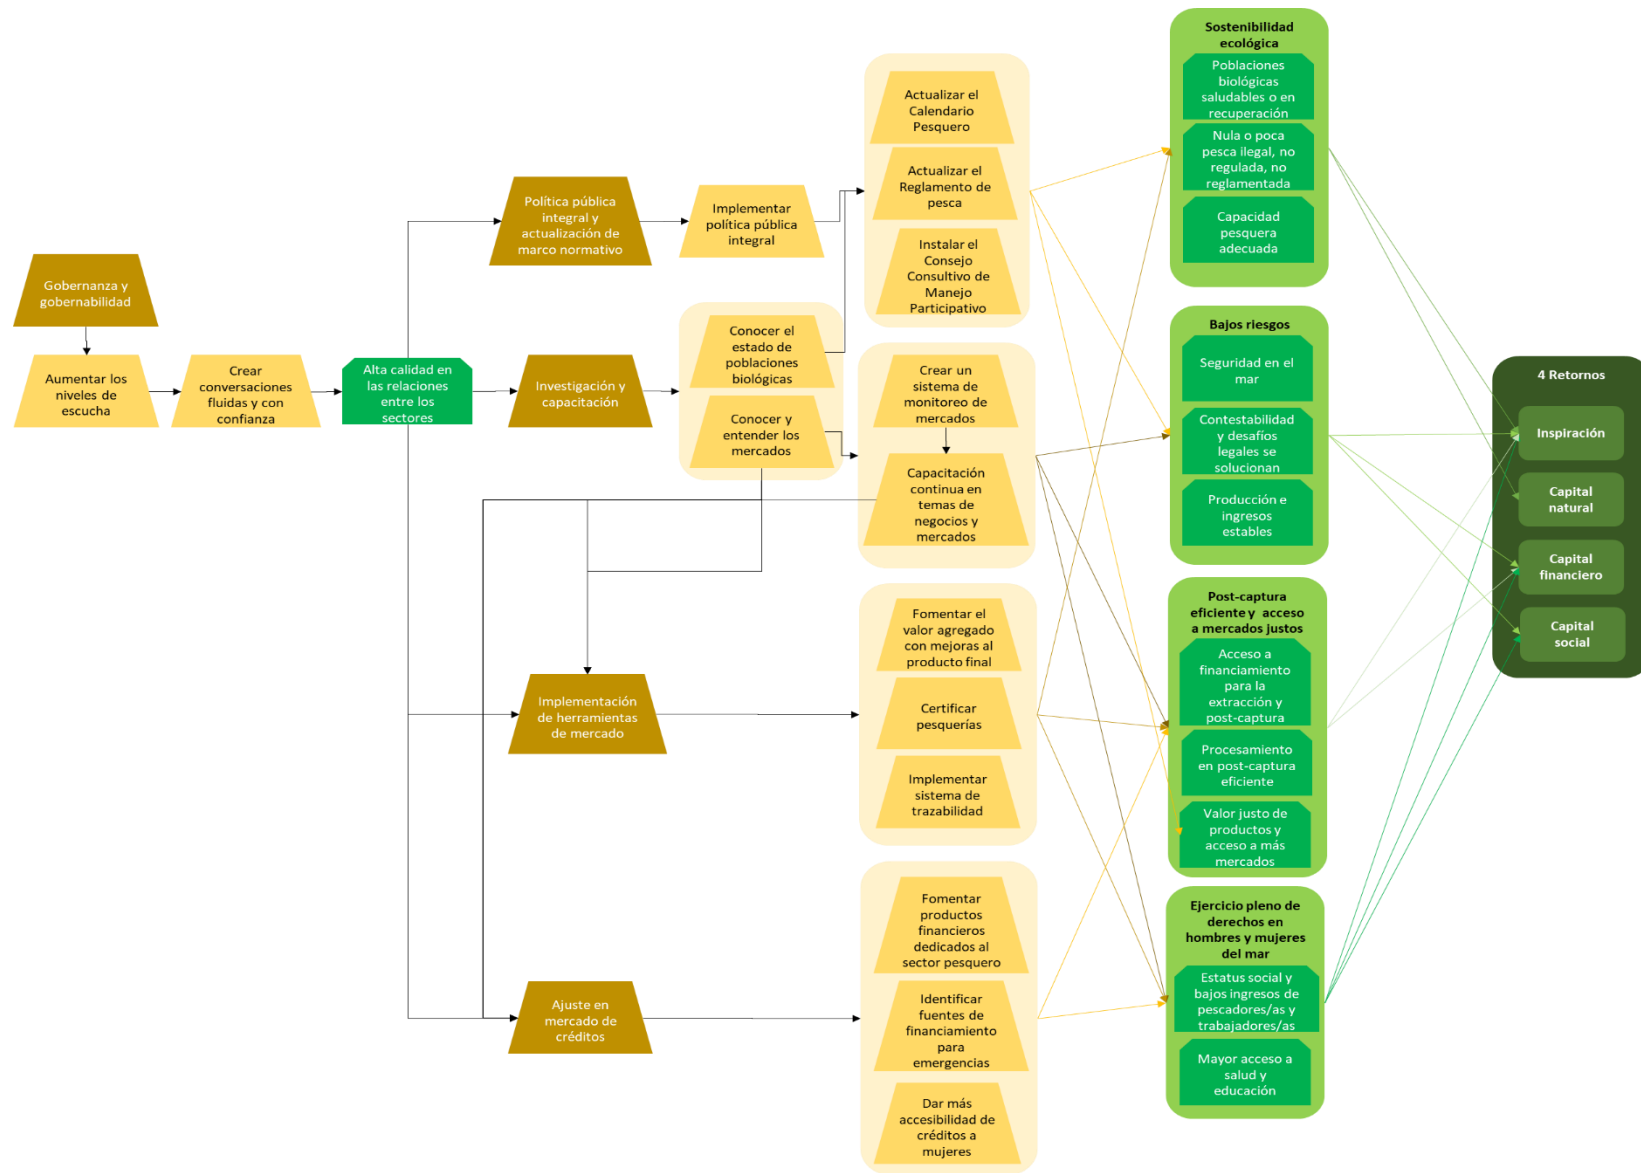 Gobernanza y
gobernabilidad
Aumentar los
niveles de
escucha
Crear
conversaciones
fluidas y con
confianza
Alta calidad en
las relaciones
entre los
sectores
Política pública
integral y
actualización de
marco normativo
Investigación y
capacitación
Implementación
de herramientas
de mercado
Ajuste en
mercado de
créditos
Implementar
política pública
integral
Conocer el
estado de
poblaciones
biológicas
Conocer y
entender los
mercados
Actualizar el
Calendario
Pesquero
Actualizar el
Reglamento de
pesca
Instalar el
Consejo
Consultivo de
Manejo
Participativo
Crear un
sistema de
monitoreo de
mercados
Capacitación
continua en
temas de
negocios y
mercados
Fomentar el
valor agregado
con mejoras al
producto final
Certificar
pesquerías
Implementar
sistema de
trazabilidad
Fomentar
productos
financieros
dedicados al
sector pesquero
Identificar
fuentes de
financiamiento
para
emergencias
Dar más
accesibilidad de
créditos a
mujeres
Sostenibilidad
ecológica
Poblaciones
biológicas
saludables o en
recuperación
Nula o poca
pesca ilegal, no
regulada, no
reglamentada
Capacidad
pesquera
adecuada
Bajos riesgos
Seguridad en el
mar
Contestabilidad
y desafíos
legales se
solucionan
Producción e
ingresos
estables
Post-captura
eficiente y acceso
a mercados justos
Acceso a
financiamiento
para la
extracción y
post-captura
Procesamiento
en post-captura
eficiente
Valor justo de
productos y
acceso a más
mercados
Ejercicio pleno de
derechos en
hombres y mujeres
del mar
Estatus social y
bajos ingresos de
pescadores/as y
trabajadores/as
Mayor acceso a
salud y
educación
4 Retornos
Inspiración
Capital
natural
Capital
financiero
Capital
social